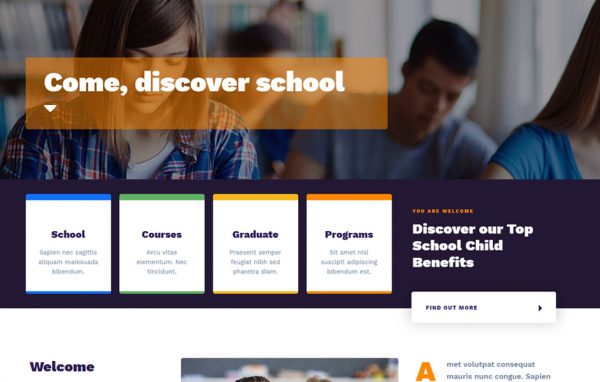 Come, discover school
School
Sapien nec sagittis
aliquam malesuada
bibendum.
Courses
Arcu vitae
elementum. Nec
tincidunt.
Graduate
Praesent semper
feugiat nibh sed
pharetra diam.
Programs
Sit amet nisl
suscipit adipiscing
bibendum est.
YOU ARE WELCOME
Discover our Top
School Child
Benefits
FIND OUT MORE
Welcome
A
met volutpat consequat
mauris nunc congue. Sapien